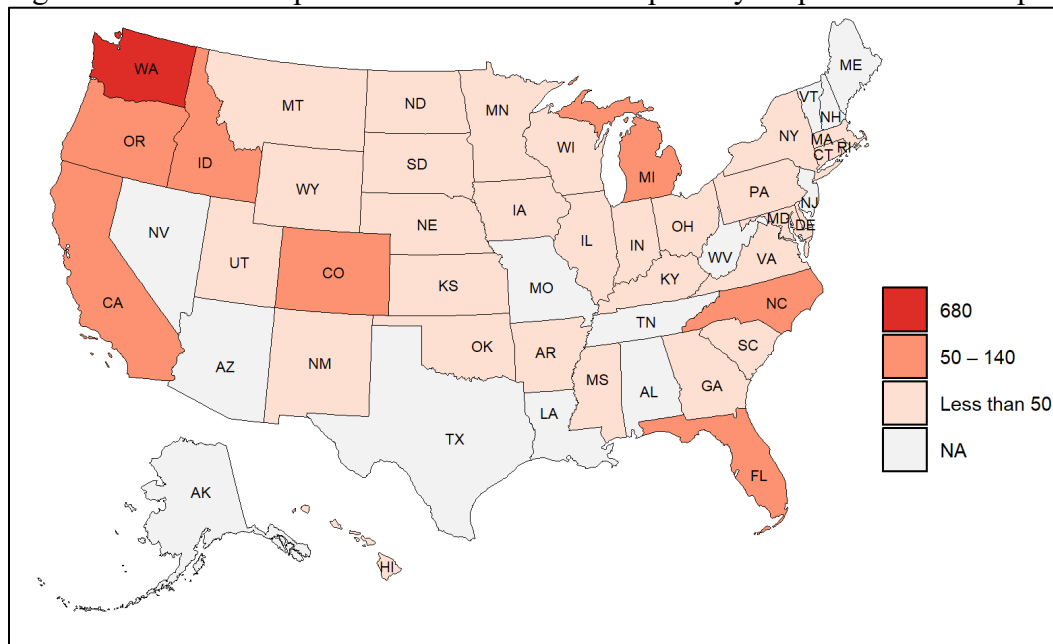 WA
ME
MT
ND
MN
VT
NH
OR
ID
SD
WI
NY
MA
CT
RI
WY
MI
IA
PA
NE
NJ
NV
UT
CO
IL
IN
OH
MD
DE
WV
VA
CA
KS
MO
KY
TN
NC
680
AZ
NM
OK
AR
SC
50 – 140
MS
AL
GA
Less than 50
TX
LA
NA
FL
AK
HI